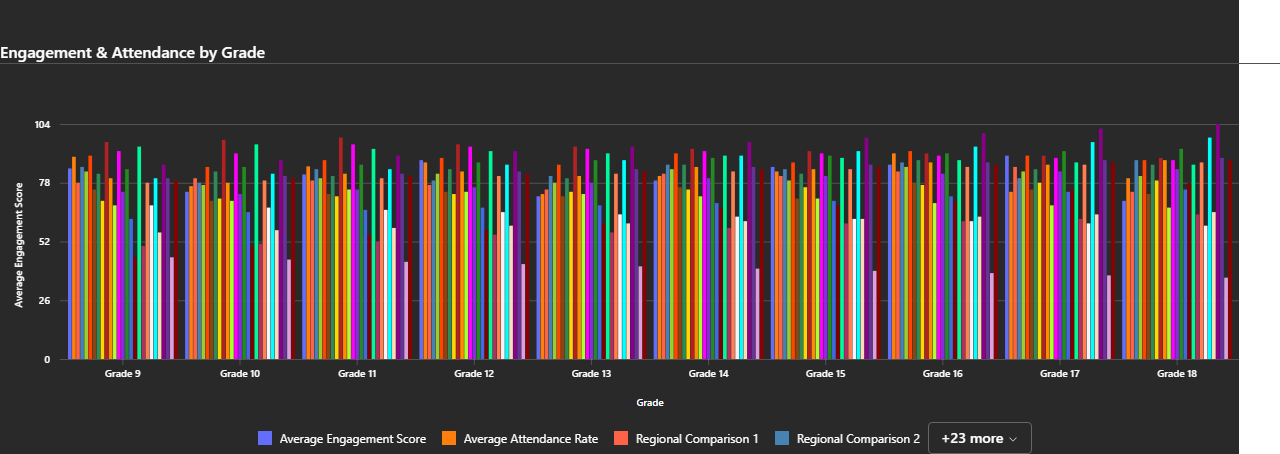 Engagement & Attendance by Grade
104
78
52
26
0
Average Engagement Score
Grade 9 Grade 10 Grade 11 Grade 12 Grade 13 Grade 14 Grade 15 Grade 16 Grade 17 Grade 18
Grade
Average Engagement Score Average Attendance Rate Regional Comparison 1 Regional Comparison 2 +23 more